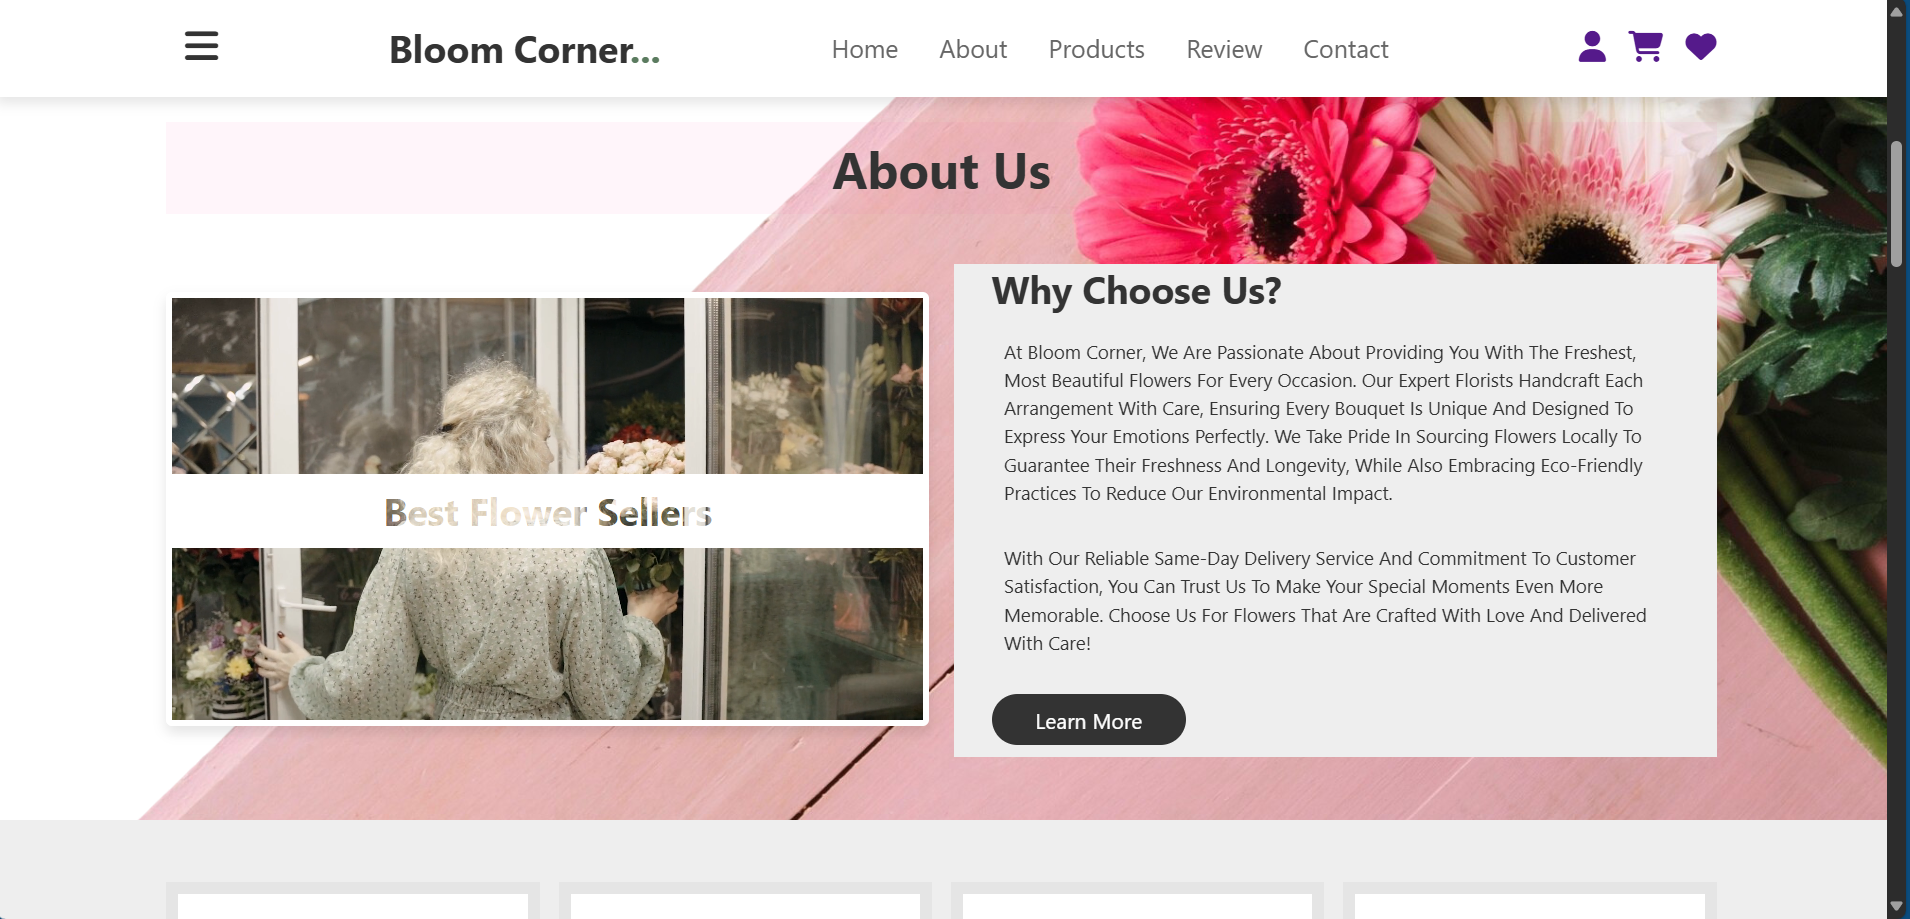 Bloom Corner...
Home About Products Review Contact
About Us
Best Flower Sellers
Why Choose Us?
At Bloom Corner, We Are Passionate About Providing You With The Freshest,
Most Beautiful Flowers For Every Occasion. Our Expert Florists Handcraft Each
Arrangement With Care, Ensuring Every Bouquet Is Unique And Designed To
Express Your Emotions Perfectly. We Take Pride In Sourcing Flowers Locally To
Guarantee Their Freshness And Longevity, While Also Embracing Eco-Friendly
Practices To Reduce Our Environmental Impact.
With Our Reliable Same-Day Delivery Service And Commitment To Customer
Satisfaction, You Can Trust Us To Make Your Special Moments Even More
Memorable. Choose Us For Flowers That Are Crafted With Love And Delivered
With Care!
Learn More